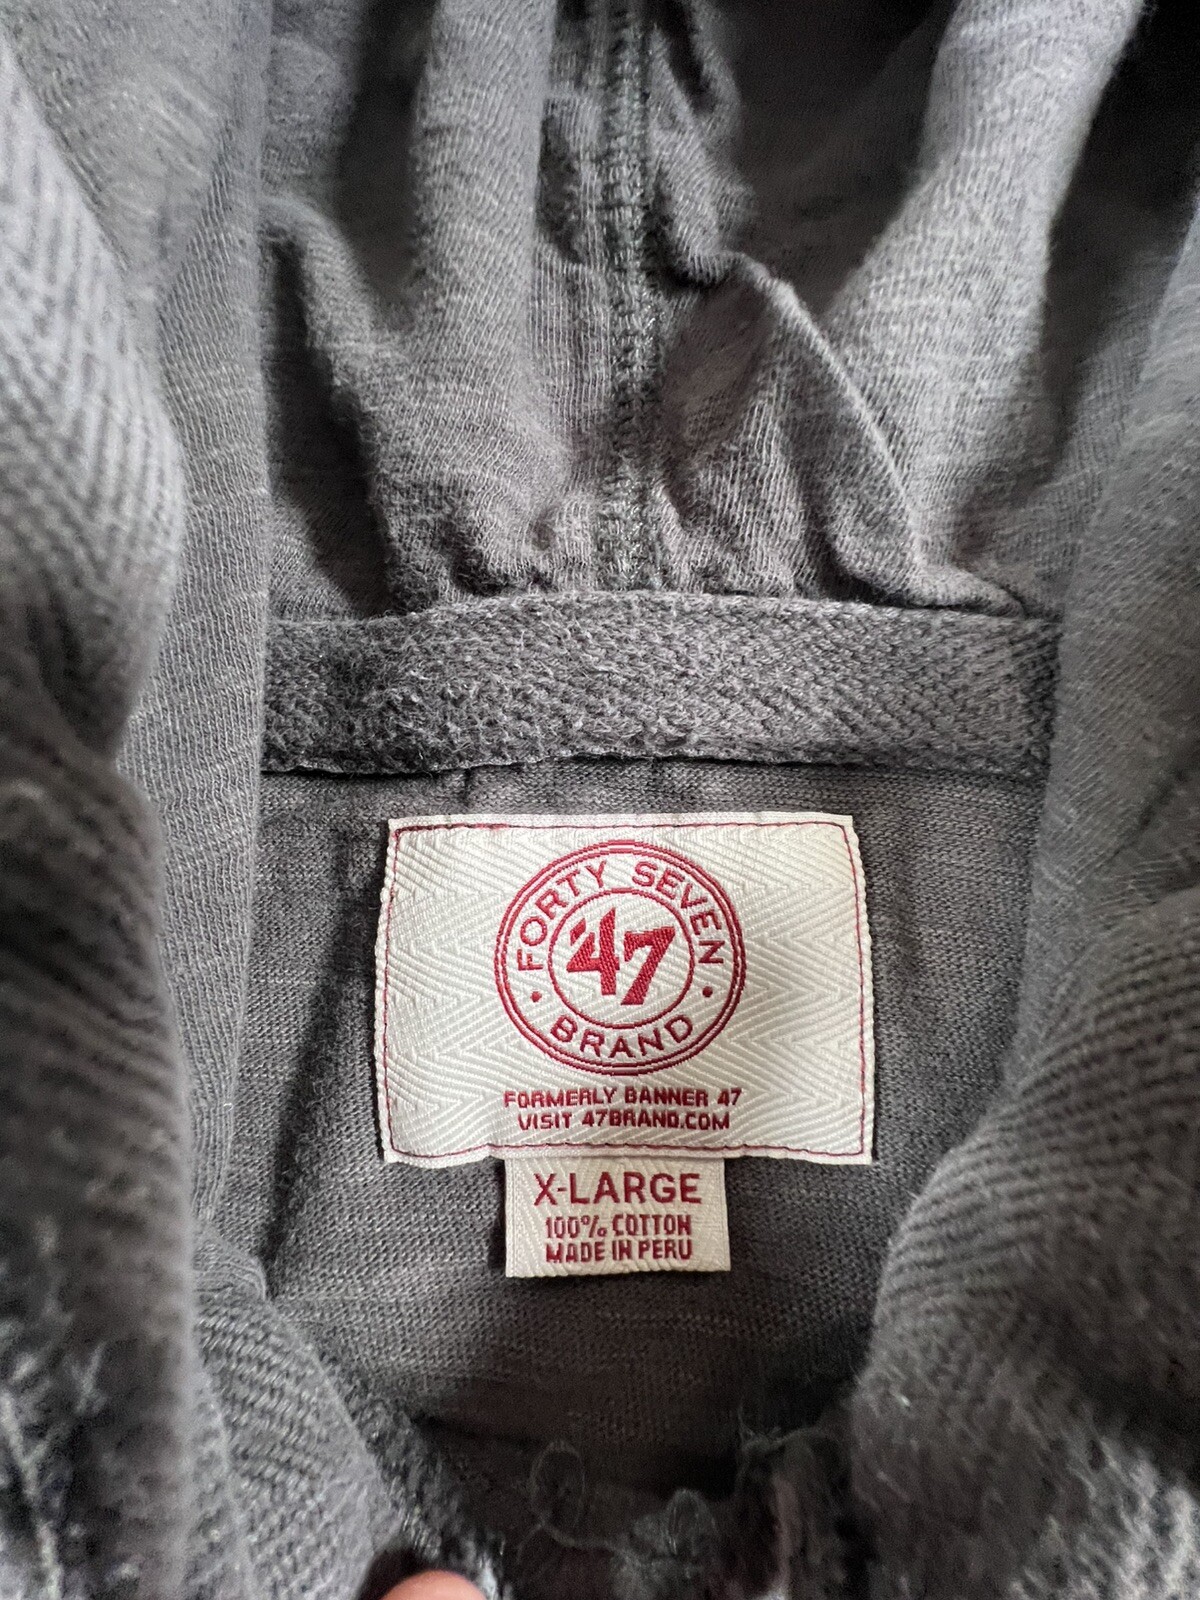 FORTY SEVEN
'47
BRAND
FORMERLY BANNER 47
VISIT 47BRAND.COM
X-LARGE
100% COTTON
MADE IN PERU